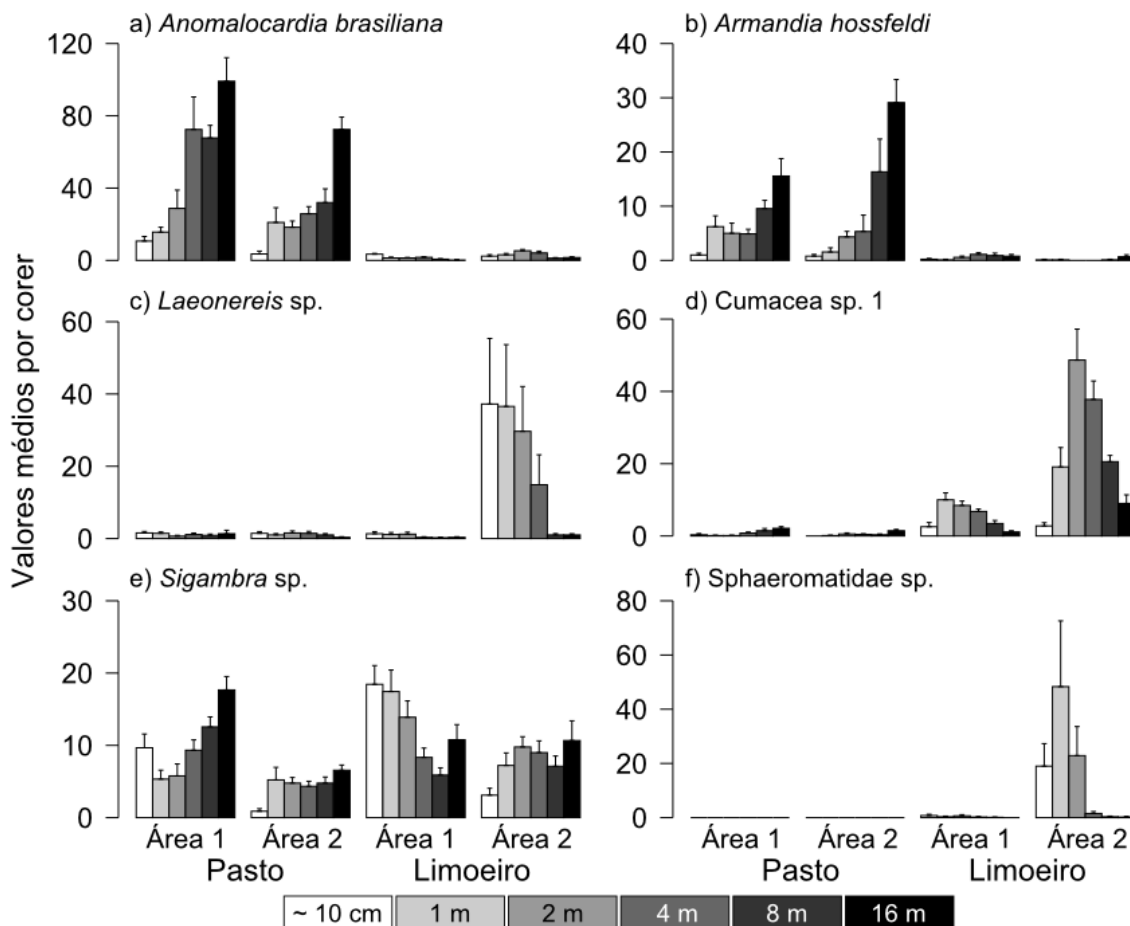 a) Anomalocardia brasiliana
b) Armandia hossfeldi
120
80
40
0
40
30
20
10
0
Valores médios por corer
c) Laeonereis sp.
d) Cumacea sp. 1
60
40
20
0
60
40
20
0
e) Sigambra sp.
f) Sphaeromatidae sp.
30
20
10
0
80
60
40
20
0
Área 1 Área 2 Área 1 Área 2
Pasto Limoeiro
Área 1 Área 2 Área 1 Área 2
Pasto Limoeiro
~ 10 cm 1 m 2 m 4 m 8 m 16 m